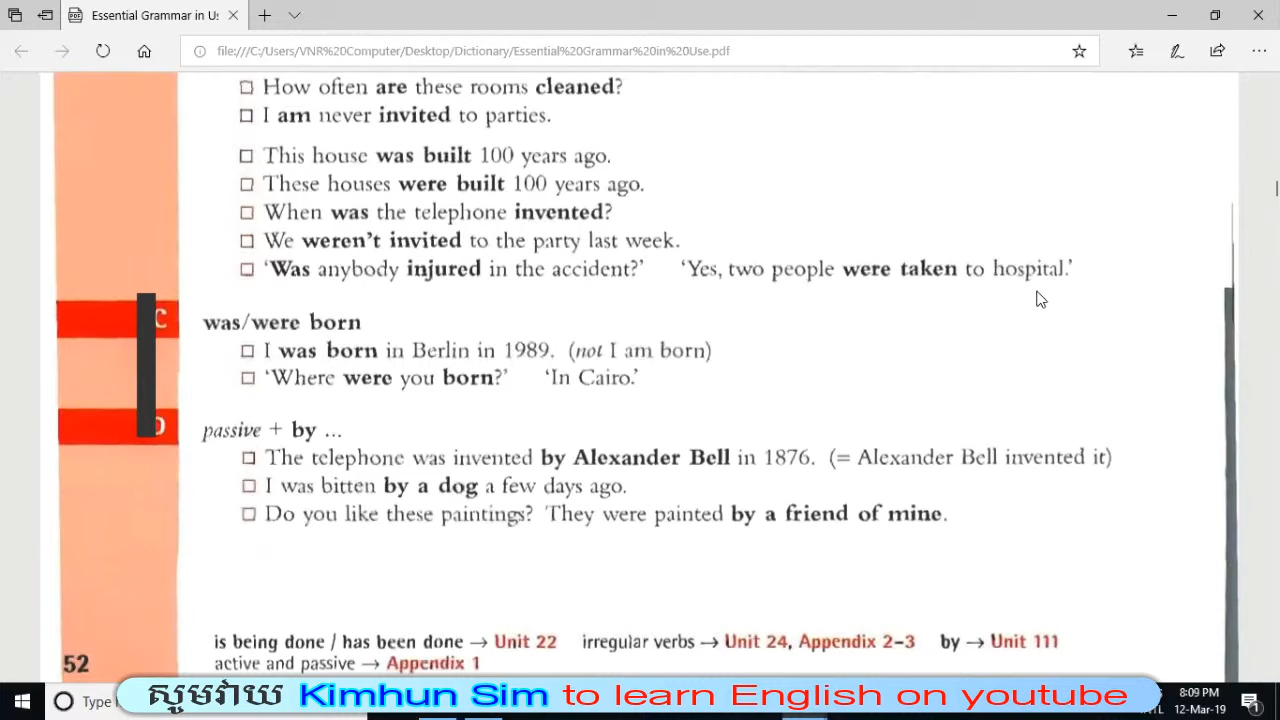 Essential Grammar in Us
file:///C:/Users/VNR%20Computer/Desktop/Dictionary/Essential%20Grammar%20in%20Use.pdf
How often are these rooms cleaned?
I am never invited to parties.
This house was built 100 years ago.
These houses were built 100 years ago.
When was the telephone invented?
We weren't invited to the party last week.
'Was anybody injured in the accident?' 'Yes, two people were taken to hospital.'
C
was/were born
I was born in Berlin in 1989. (not I am born)
'Where were you born?' 'In Cairo.'
D
passive + by ...
The telephone was invented by Alexander Bell in 1876. (= Alexander Bell invented it)
I was bitten by a dog a few days ago.
Do you like these paintings? They were painted by a friend of mine.
is being done / has been done → Unit 22 irregular verbs → Unit 24, Appendix 2–3 by → Unit 111
52
active and passive → Appendix 1
Type
សូមវាយ Kimhun Sim to learn English on youtube
8:09 PM
12-Mar-19